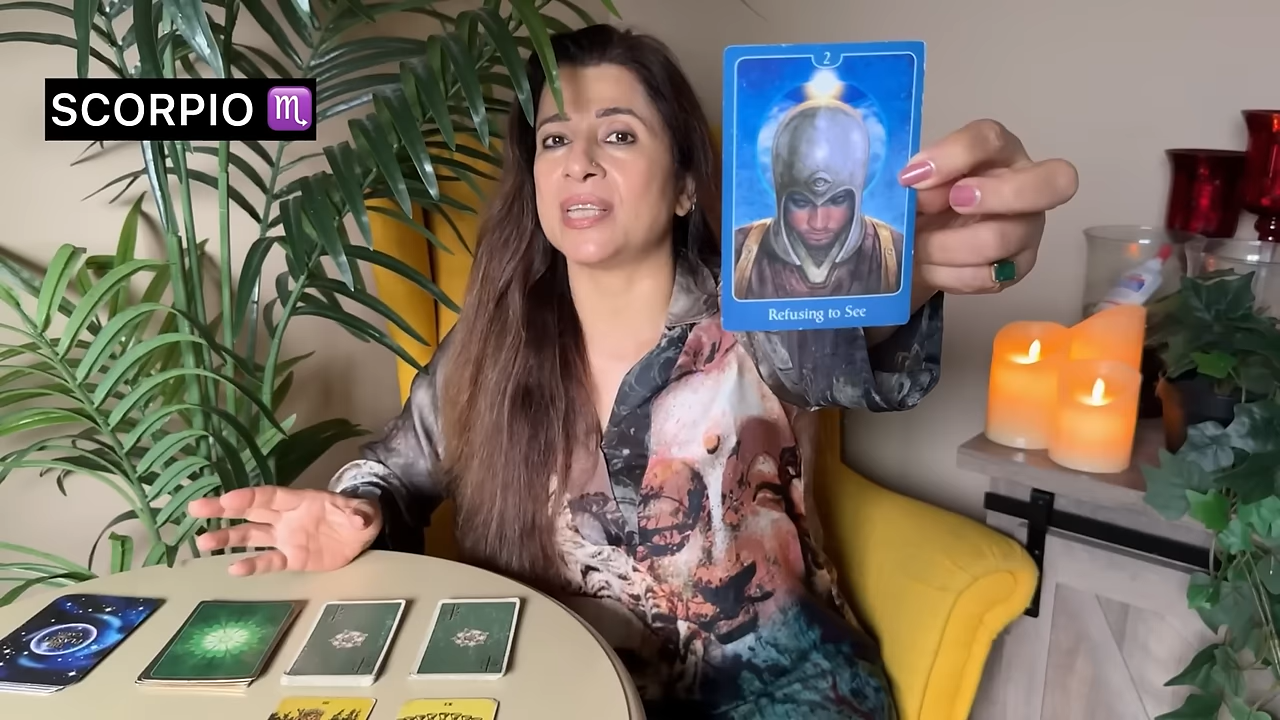 SCORPIO ♏
2
Refusing to See